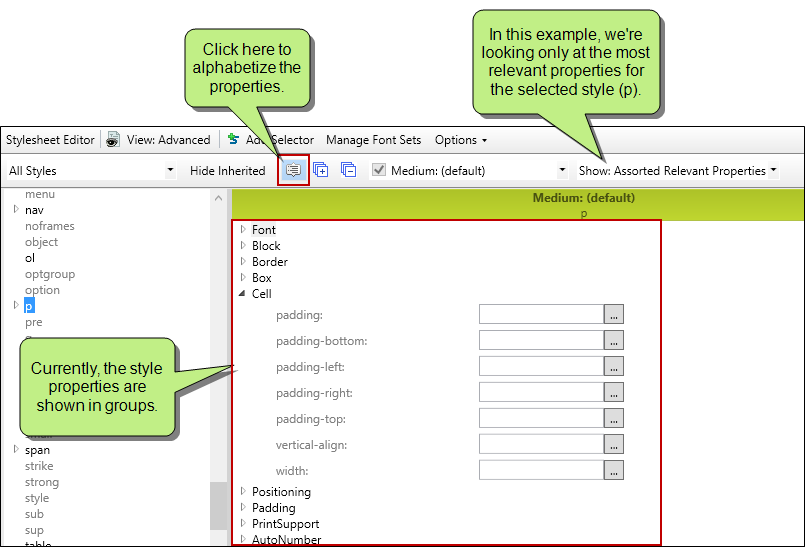 Click here to
alphabetize the
properties.
In this example, we're
looking only at the most
relevant properties for
the selected style (p).
Stylesheet Editor View: Advanced Add Selector Manage Font Sets Options
All Styles Hide Inherited Medium: (default) Show: Assorted Relevant Properties
menu
nav
noframes
object
ol
optgroup
option
p
pre
Currently, the style
properties are
shown in groups.
span
strike
strong
style
sub
sup
table
Medium: (default)
p
Font
Block
Border
Box
Cell
padding: ...
padding-bottom: ...
padding-left: ...
padding-right: ...
padding-top: ...
vertical-align: ...
width: ...
Positioning
Padding
PrintSupport
AutoNumber